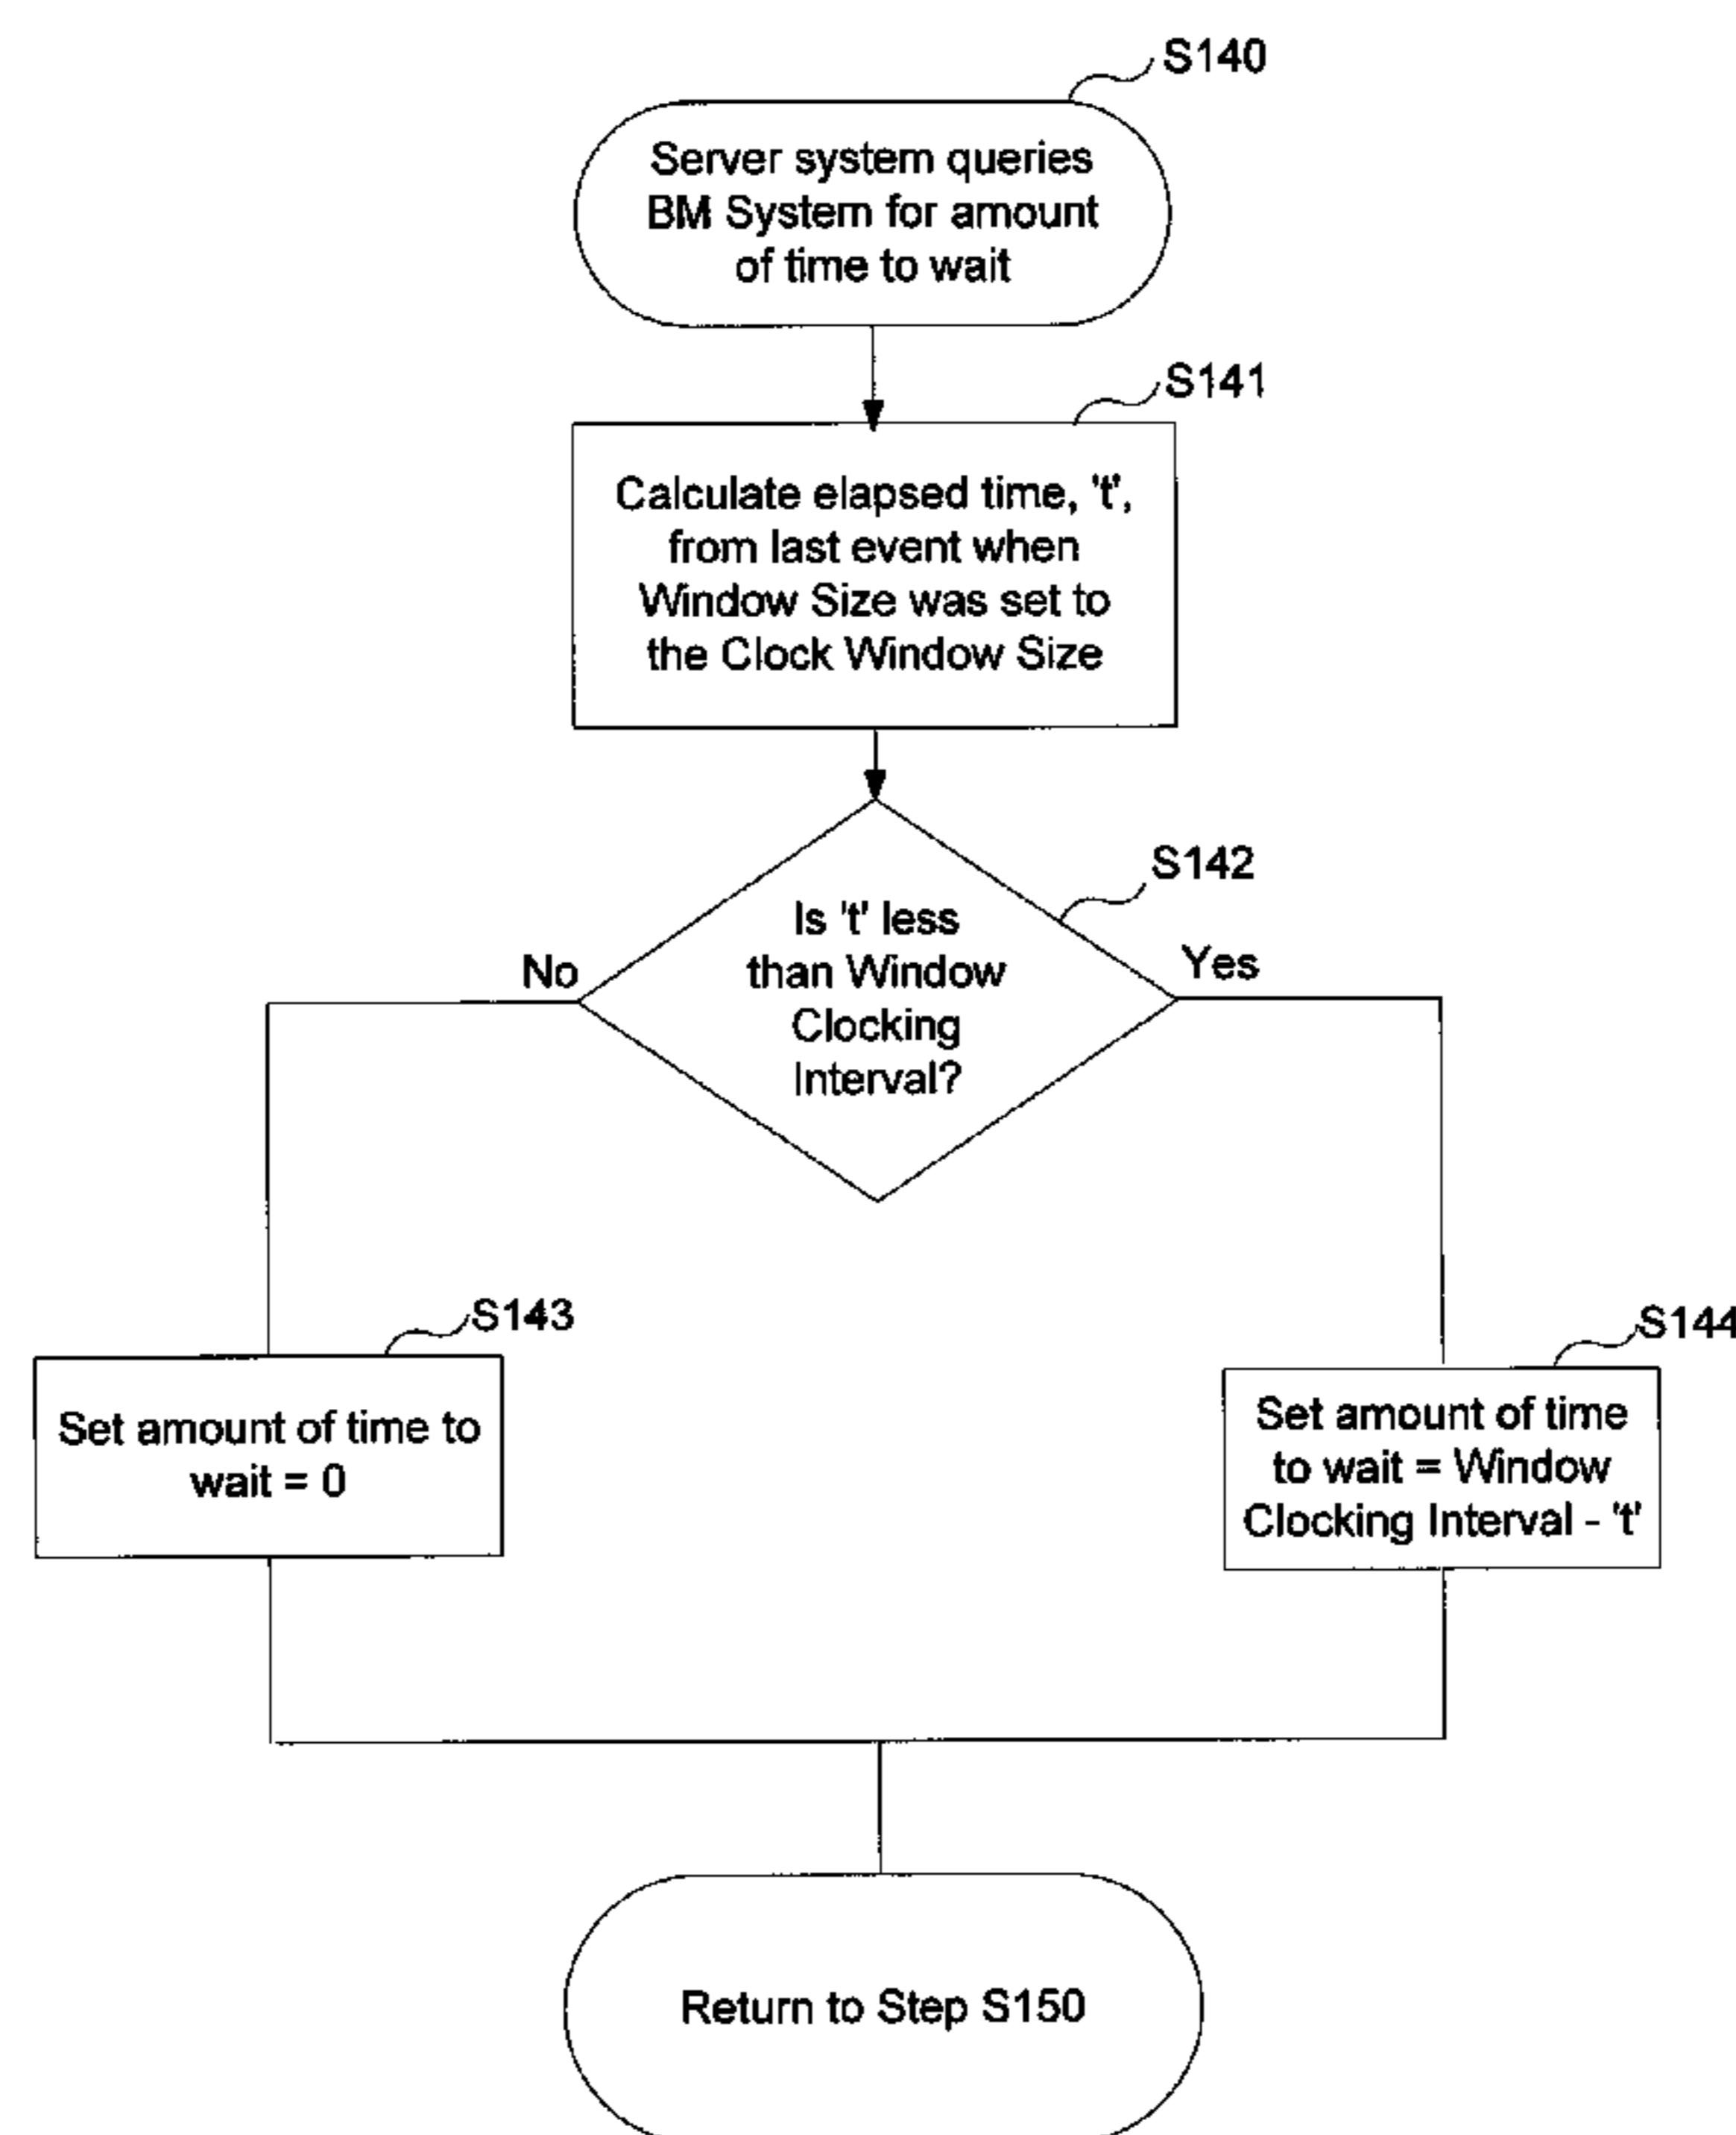 S140
Server system queries
BM System for amount
of time to wait
S141
Calculate elapsed time, 't',
from last event when
Window Size was set to
the Clock Window Size
S142
Is 't' less
than Window
Clocking
Interval?
No
Yes
S143
Set amount of time to
wait = 0
S144
Set amount of time
to wait = Window
Clocking Interval - 't'
Return to Step S150